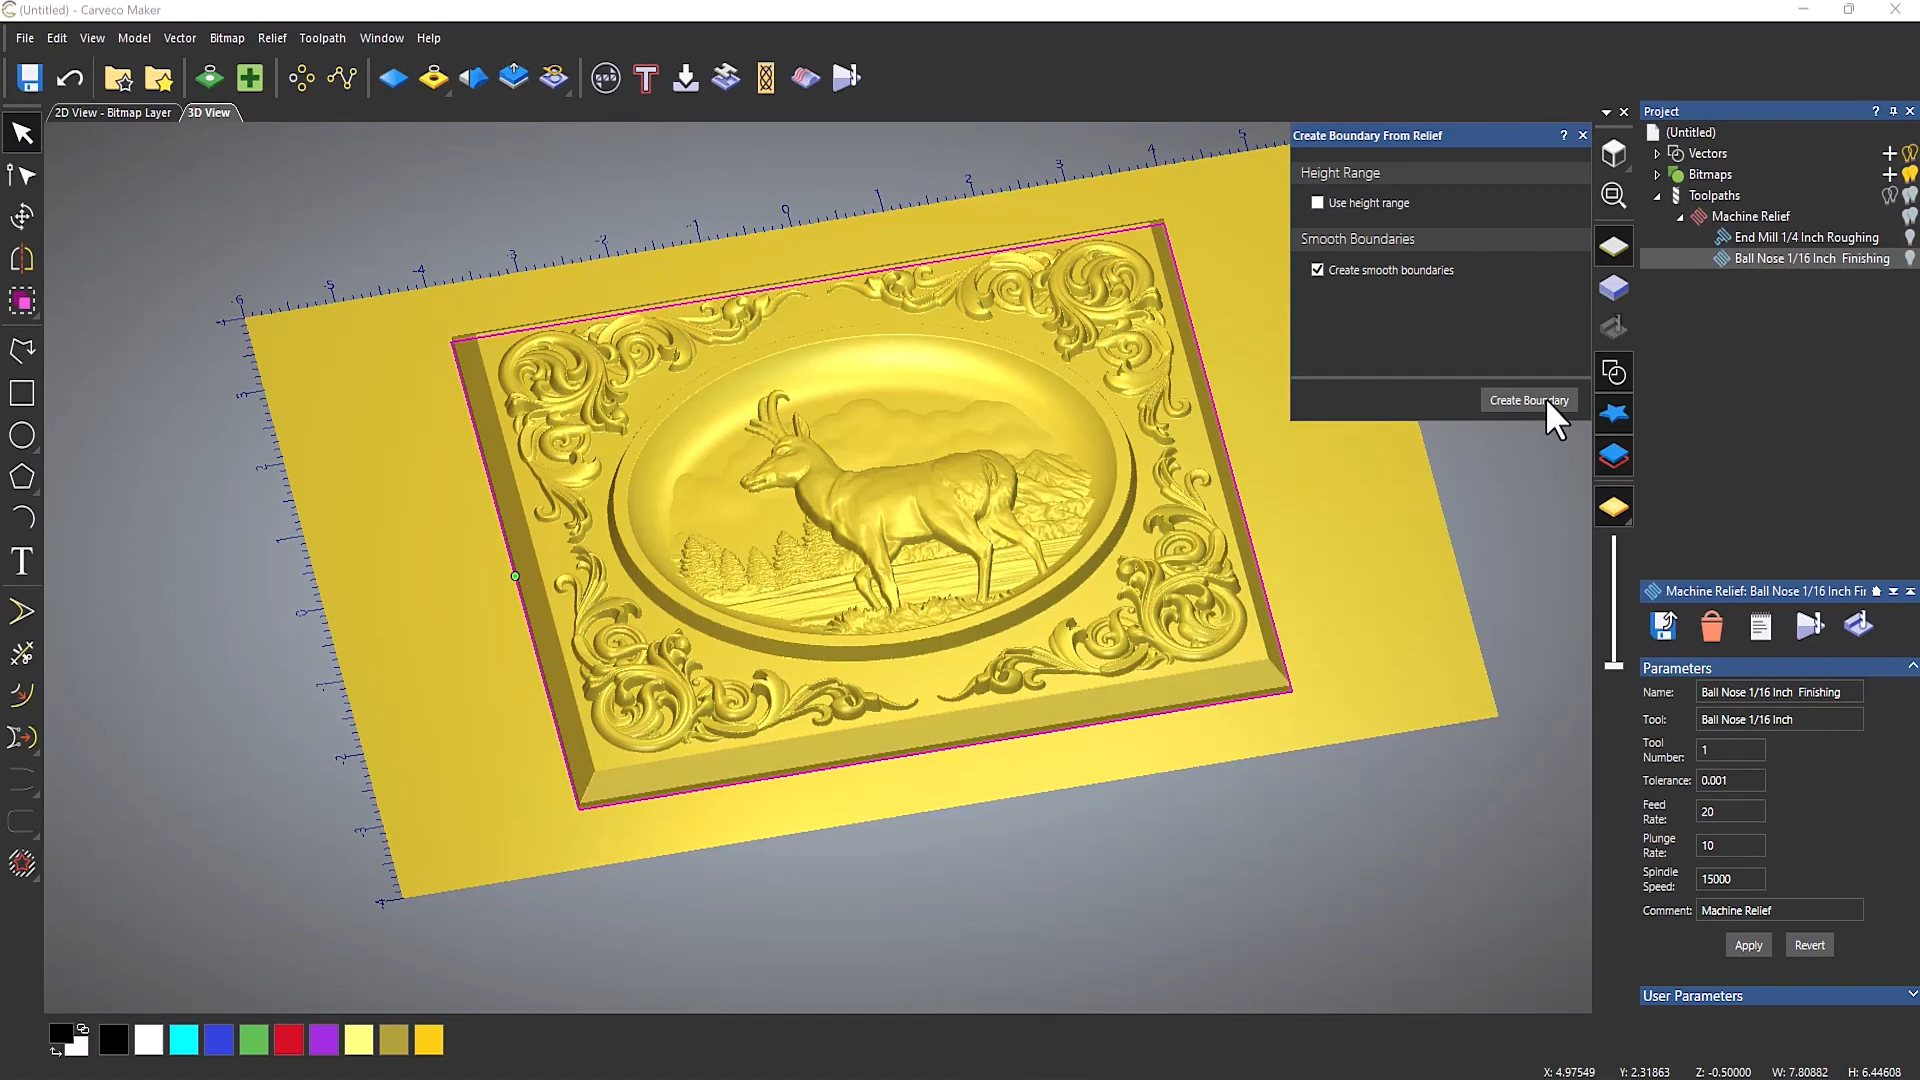 (Untitled) - Carveco Maker
File Edit View Model Vector Bitmap Relief Toolpath Window Help
2D View - Bitmap Layer 3D View
Create Boundary From Relief ?
Height Range
Use height range
Smooth Boundaries
Create smooth boundaries
Create Boundary
Project ?
(Untitled)
Vectors
Bitmaps
Toolpaths
Machine Relief
End Mill 1/4 Inch Roughing
Ball Nose 1/16 Inch Finishing
Machine Relief: Ball Nose 1/16 Inch Fir
Parameters
Name: Ball Nose 1/16 Inch Finishing
Tool: Ball Nose 1/16 Inch
Tool Number: 1
Tolerance: 0.001
Feed Rate: 20
Plunge Rate: 10
Spindle Speed: 15000
Comment: Machine Relief
Apply Revert
User Parameters
X: 4.97549 Y: 2.31863 Z: -0.50000 W: 7.80882 H: 6.44608